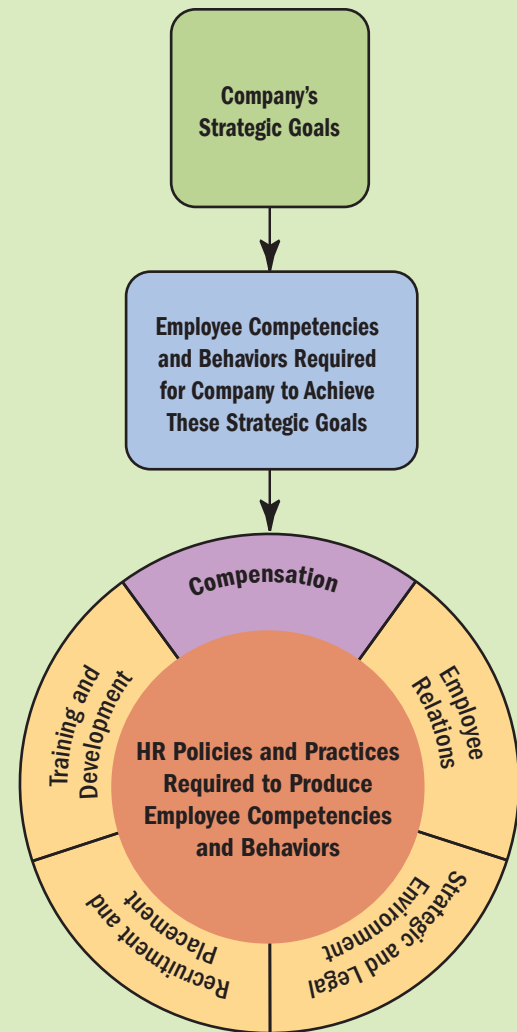 Company's
Strategic Goals
Employee Competencies
and Behaviors Required
for Company to Achieve
These Strategic Goals
Compensation
Employee
Relations
Strategic and Legal
Environment
Recruitment and
Placement
Training and
Development
HR Policies and Practices
Required to Produce
Employee Competencies
and Behaviors